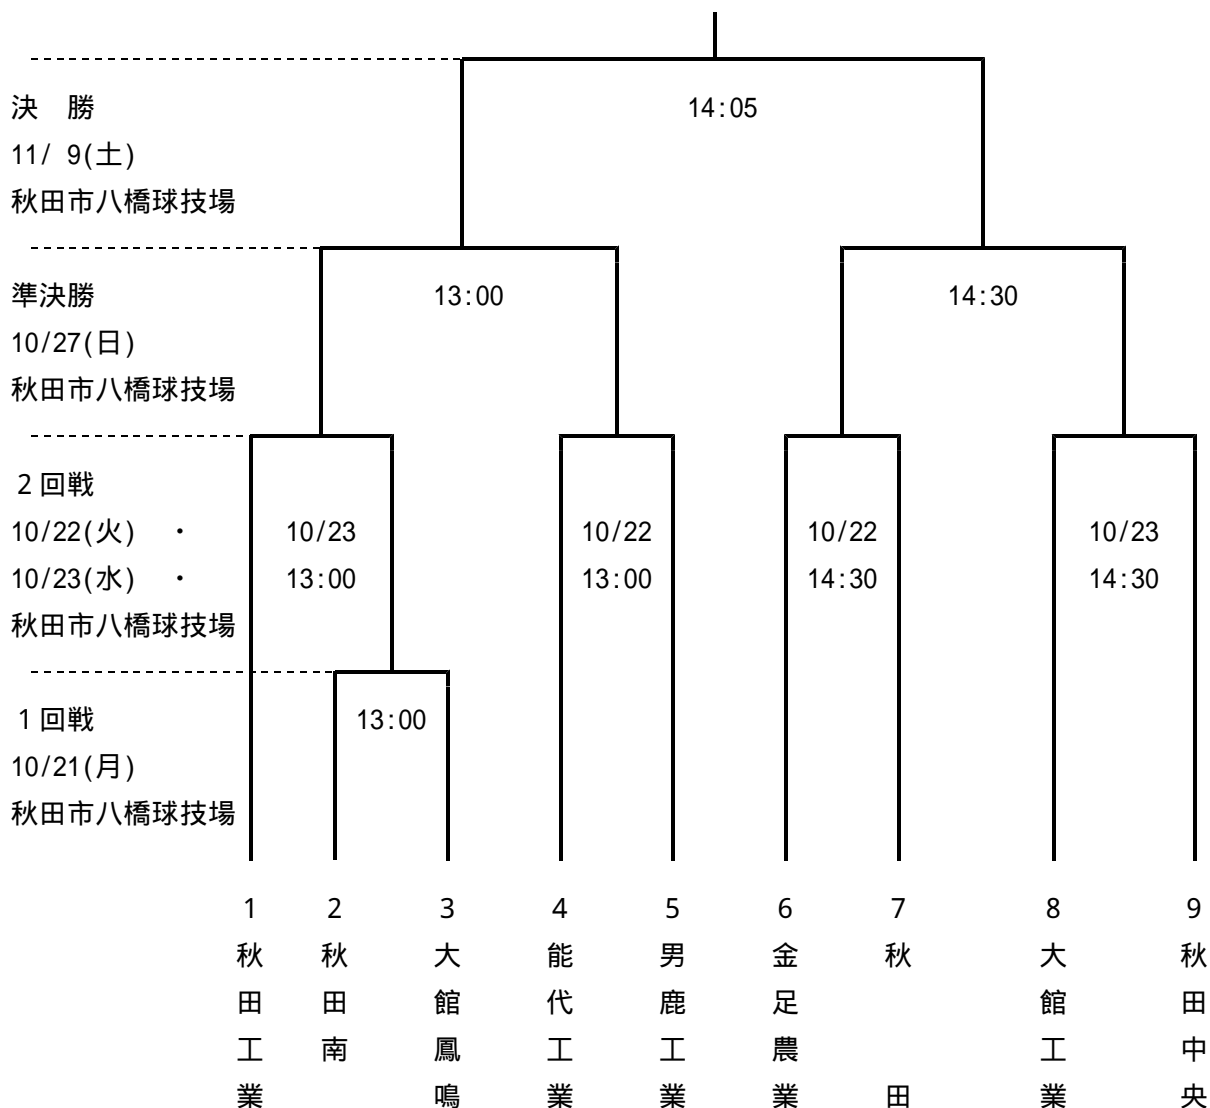 決　勝
14:05
11/ 9(土)
秋田市八橋球技場
準決勝
13:00
14:30
10/27(日)
秋田市八橋球技場
2回戦
10/22(火)　・
10/23
10/22
10/22
10/23
10/23(水)　・
13:00
13:00
14:30
14:30
秋田市八橋球技場
1回戦
13:00
10/21(月)
秋田市八橋球技場
1
秋田工業
2
秋田南
3
大館鳳鳴
4
能代工業
5
男鹿工業
6
金足農業
7
秋田
8
大館工業
9
秋田中央